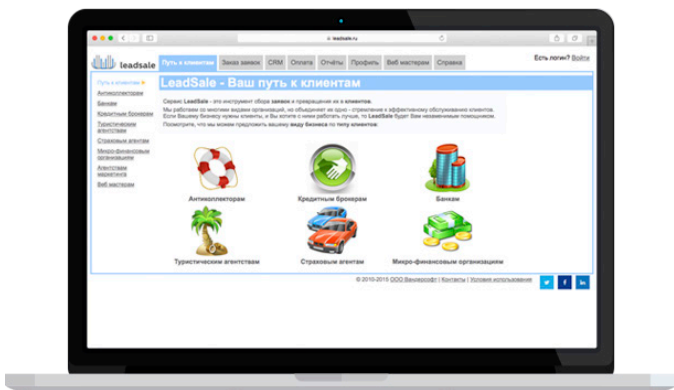 leadsale.ru
leadsale
Путь к клиентам
Заказ заявок
CRM
Оплата
Отчёты
Профиль
Веб мастерам
Справка
Есть логин? Войти
Путь к клиентам
Антиколлекторам
Банкам
Кредитным брокерам
Туристическим
агентствам
Страховым агентам
Микро-финансовым
организациям
Агентствам
маркетинга
Веб мастерам
LeadSale - Ваш путь к клиентам
Сервис LeadSale - это инструмент сбора заявок и превращения их в клиентов.
Мы работаем со многими видами организаций, но объединяет их одно - стремление к эффективному обслуживанию клиентов.
Если Вашему бизнесу нужны клиенты, и Вы хотите с ними работать лучше, то LeadSale будет Вам незаменимым помощником.
Посмотрите, что мы можем предложить вашему виду бизнеса по типу клиентов:
Антиколлекторам
Кредитным брокерам
Банкам
Туристическим агентствам
Страховым агентам
Микро-финансовым организациям
© 2010-2015 ООО Вандерсофт | Контакты | Условия использования